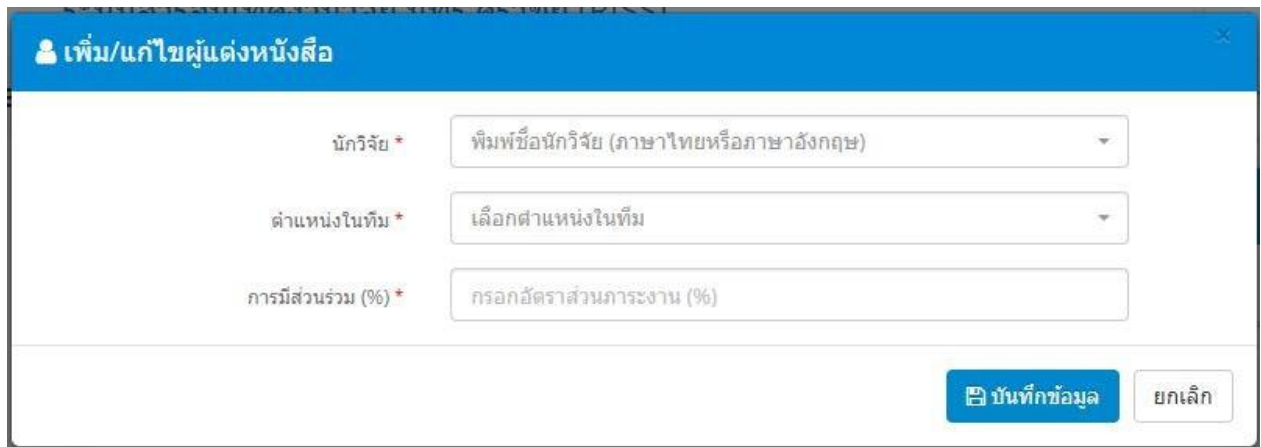 เพิ่ม/แก้ไขผู้แต่งหนังสือ
×
นักวิจัย * พิมพ์ชื่อนักวิจัย (ภาษาไทยหรือภาษาอังกฤษ)
ตำแหน่งในทีม * เลือกตำแหน่งในทีม
การมีส่วนร่วม (%) * กรอกอัตราส่วนภาระงาน (%)
บันทึกข้อมูล ยกเลิก